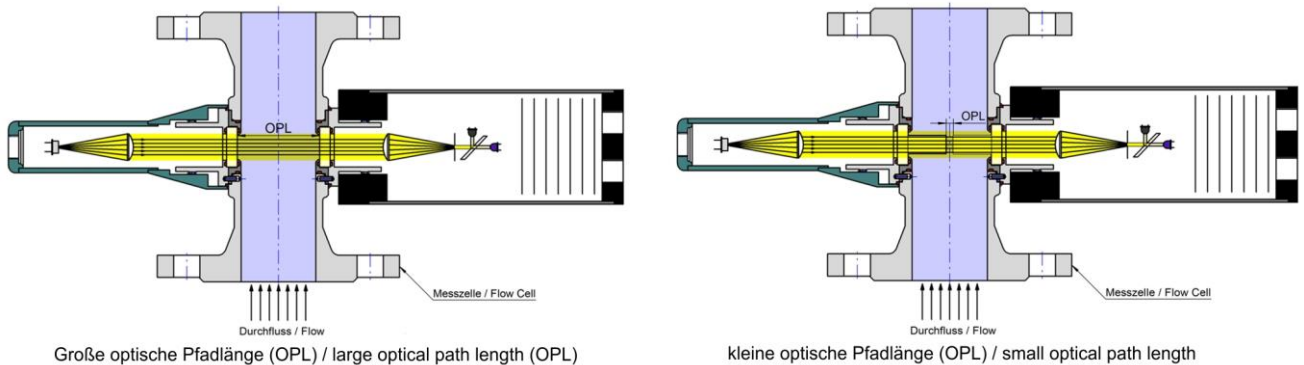 OPL
Messzelle / Flow Cell
Durchfluss / Flow
Große optische Pfadlänge (OPL) / large optical path length (OPL)
OPL
Messzelle / Flow Cell
Durchfluss / Flow
kleine optische Pfadlänge (OPL) / small optical path length